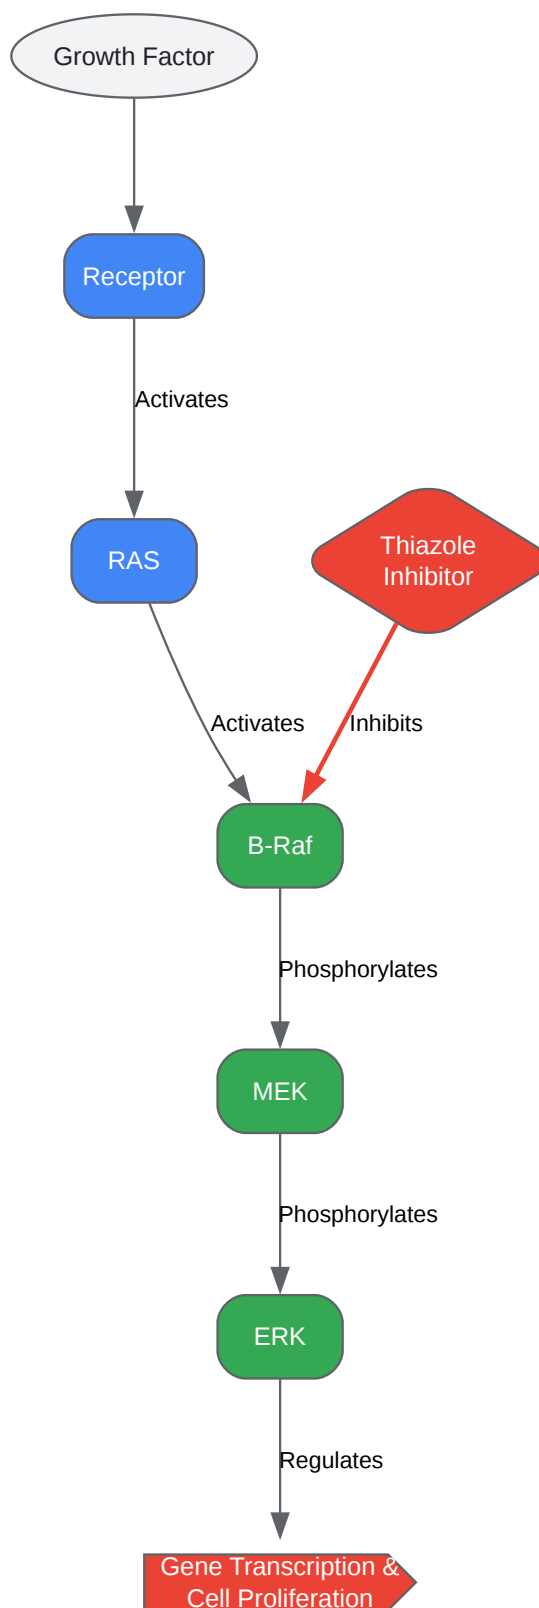 Growth Factor
Receptor
Activates
Thiazole
Inhibitor
RAS
Activates
Inhibits
B-Raf
Phosphorylates
MEK
Phosphorylates
ERK
Regulates
Gene Transcription &
Cell Proliferation